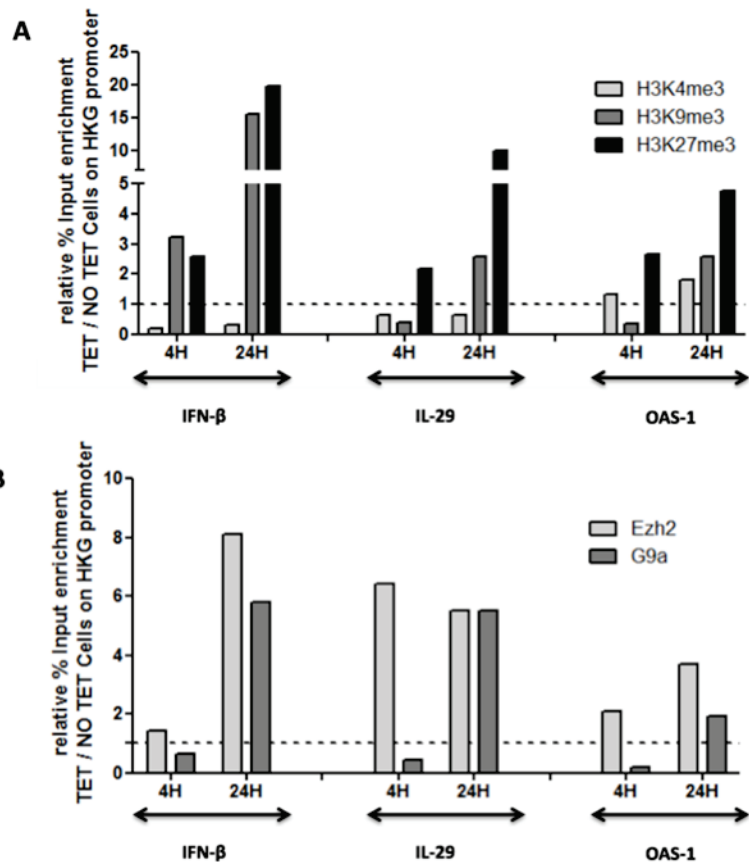 A
relative % Input enrichment
TET / NO TET Cells on HKG promoter
25
20
15
10
5
4
3
2
1
0
H3K4me3
H3K9me3
H3K27me3
4H 24H 4H 24H 4H 24H
IFN-β IL-29 OAS-1
B
relative % Input enrichment
TET / NO TET Cells on HKG promoter
10
8
6
4
2
0
Ezh2
G9a
4H 24H 4H 24H 4H 24H
IFN-β IL-29 OAS-1